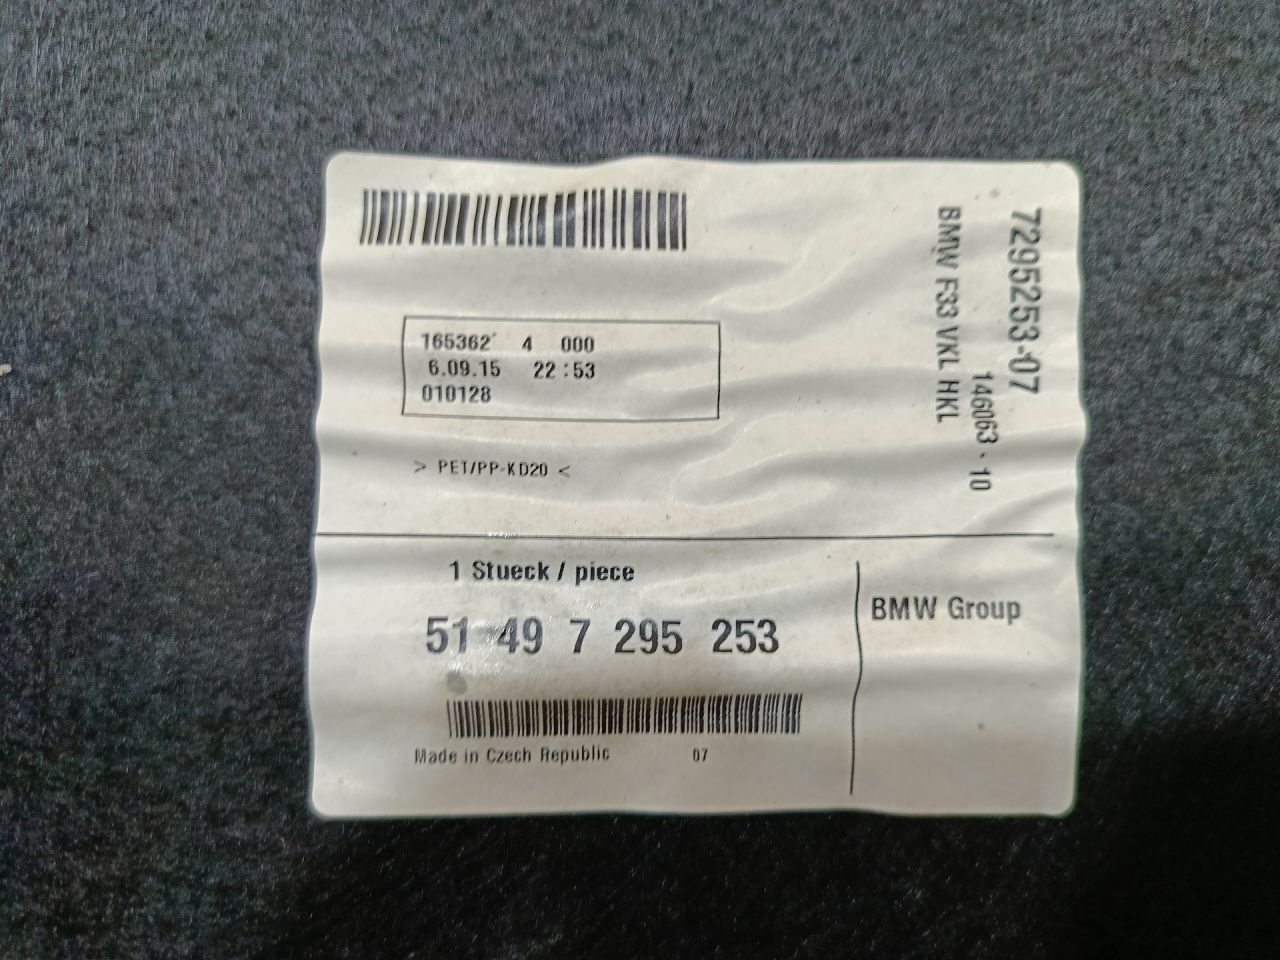 165362 4 000
6.09.15 22:53
010128
> PET/PP-KD20 <
7295253-07
146063 · 10
BMW F33 VKL HKL
1 Stueck / piece
51 49 7 295 253
BMW Group
Made in Czech Republic 07